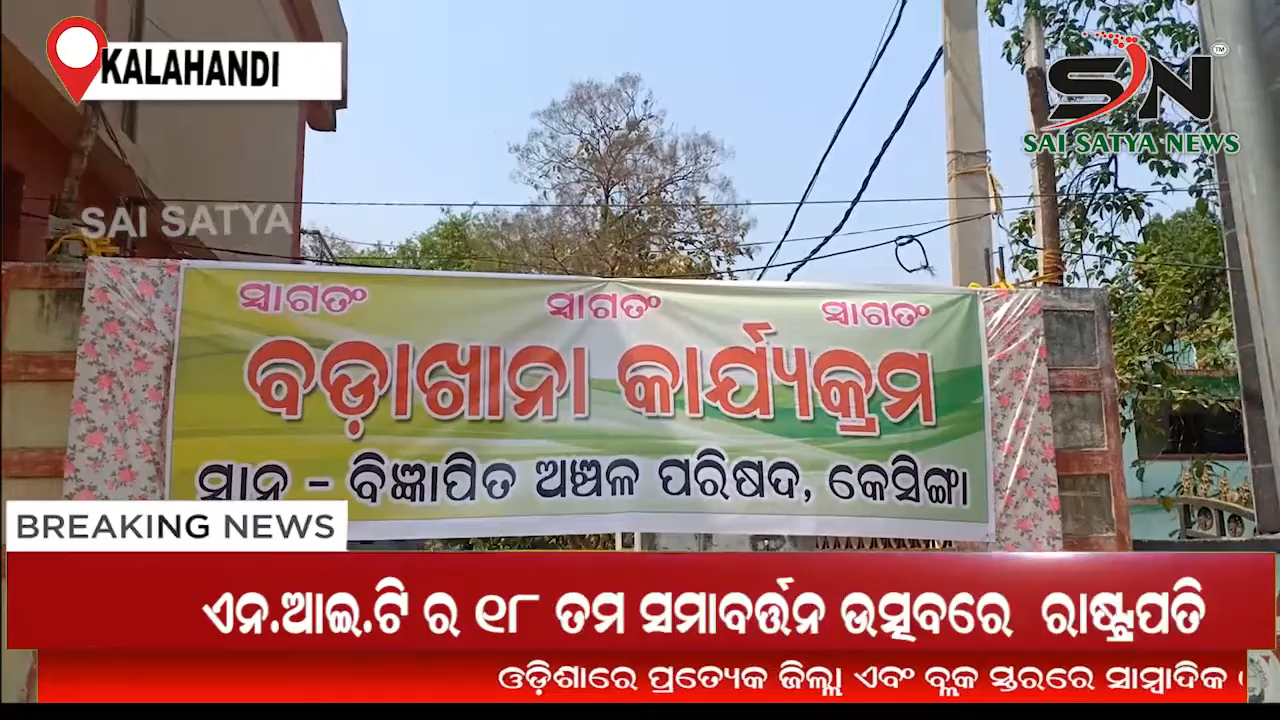 KALAHANDI
SN
TM
SAI SATYA NEWS
SAI SATYA
ସ୍ୱାଗତଂ ସ୍ୱାଗତଂ ସ୍ୱାଗତଂ
ବଡ଼ାଖାନା କାର୍ଯ୍ୟକ୍ରମ
ସ୍ଥାନ - ବିଜ୍ଞାପିତ ଅଞ୍ଚଳ ପରିଷଦ, କେସିଙ୍ଗା
BREAKING NEWS
ଏନ.ଆଇ.ଟି ର ୧୮ ତମ ସମାବର୍ତ୍ତନ ଉତ୍ସବରେ ରାଷ୍ଟ୍ରପତି
ଓଡ଼ିଶାରେ ପ୍ରତ୍ୟେକ ଜିଲ୍ଲା ଏବଂ ବ୍ଲକ ସ୍ତରରେ ସାମ୍ବାଦିକ